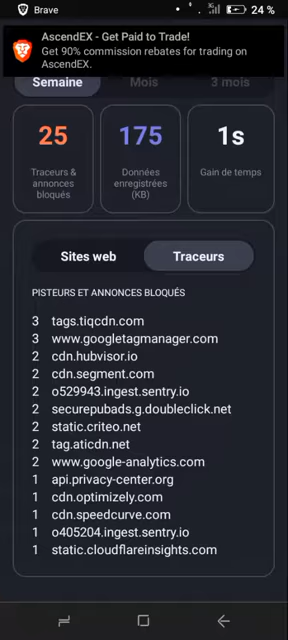 Brave
3G
24 %
AscendEX - Get Paid to Trade!
Get 90% commission rebates for trading on
AscendEX.
Semaine Mois 3 mois
25 175 1s
Traceurs &
annonces
bloqués
Données
enregistrées
(KB)
Gain de temps
Sites web Traceurs
PISTEURS ET ANNONCES BLOQUÉS
3 tags.tiqcdn.com
3 www.googletagmanager.com
2 cdn.hubvisor.io
2 cdn.segment.com
2 o529943.ingest.sentry.io
2 securepubads.g.doubleclick.net
2 static.criteo.net
2 tag.aticdn.net
2 www.google-analytics.com
1 api.privacy-center.org
1 cdn.optimizely.com
1 cdn.speedcurve.com
1 o405204.ingest.sentry.io
1 static.cloudflareinsights.com